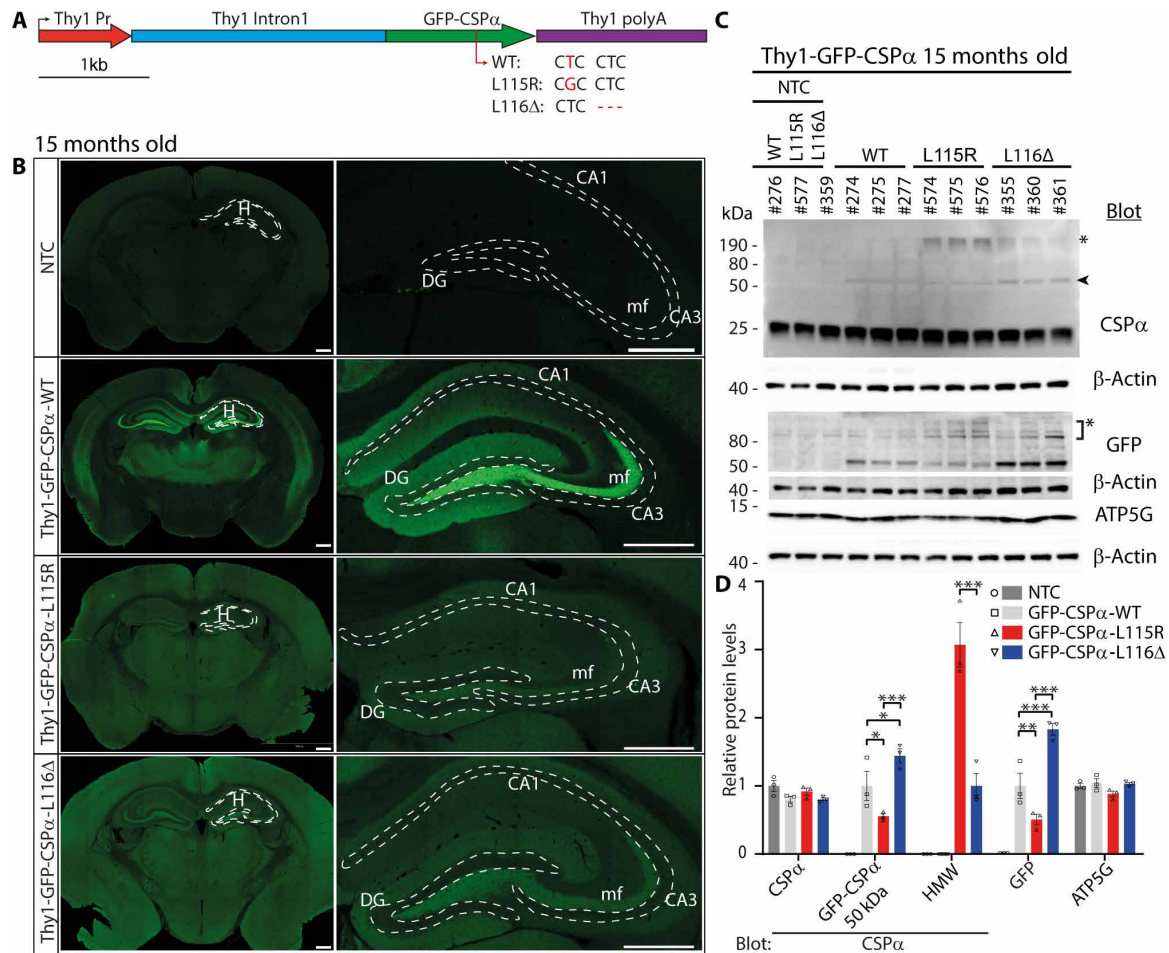 A
Thy1 Pr
Thy1 Intron1
GFP-CSPα
Thy1 polyA
1kb
WT: CTC CTC
L115R: CGC CTC
L116Δ: CTC ---
15 months old
B
NTC
H
CA1
DG
mf
CA3
Thy1-GFP-CSPα-WT
H
CA1
DG
mf
CA3
Thy1-GFP-CSPα-L115R
H
CA1
mf
CA3
DG
Thy1-GFP-CSPα-L116Δ
H
CA1
mf
DG
CA3
C
Thy1-GFP-CSPα 15 months old
NTC
WT L115R L116Δ WT L115R L116Δ
#276 #577 #359 #274 #275 #277 #574 #575 #576 #355 #360 #361
kDa Blot
190 - *
80 -
50 -
25 - CSPα
40 - β-Actin
*
80 - GFP
50 -
40 - β-Actin
15 - ATP5G
40 - β-Actin
D
Relative protein levels
4
3
2
1
0
NTC
GFP-CSPα-WT
GFP-CSPα-L115R
GFP-CSPα-L116Δ
* * ***
***
** *** ***
CSPα
GFP-CSPα
50 kDa
HMW
GFP
ATP5G
Blot: CSPα